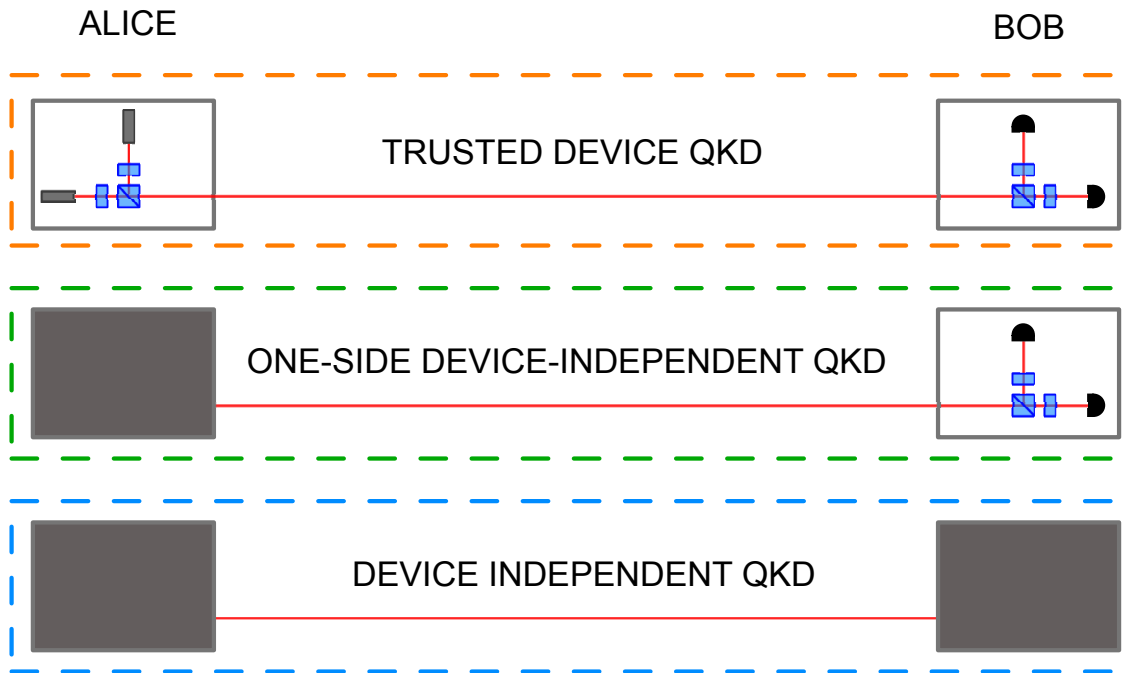 ALICE
BOB
TRUSTED DEVICE QKD
ONE-SIDE DEVICE-INDEPENDENT QKD
DEVICE INDEPENDENT QKD